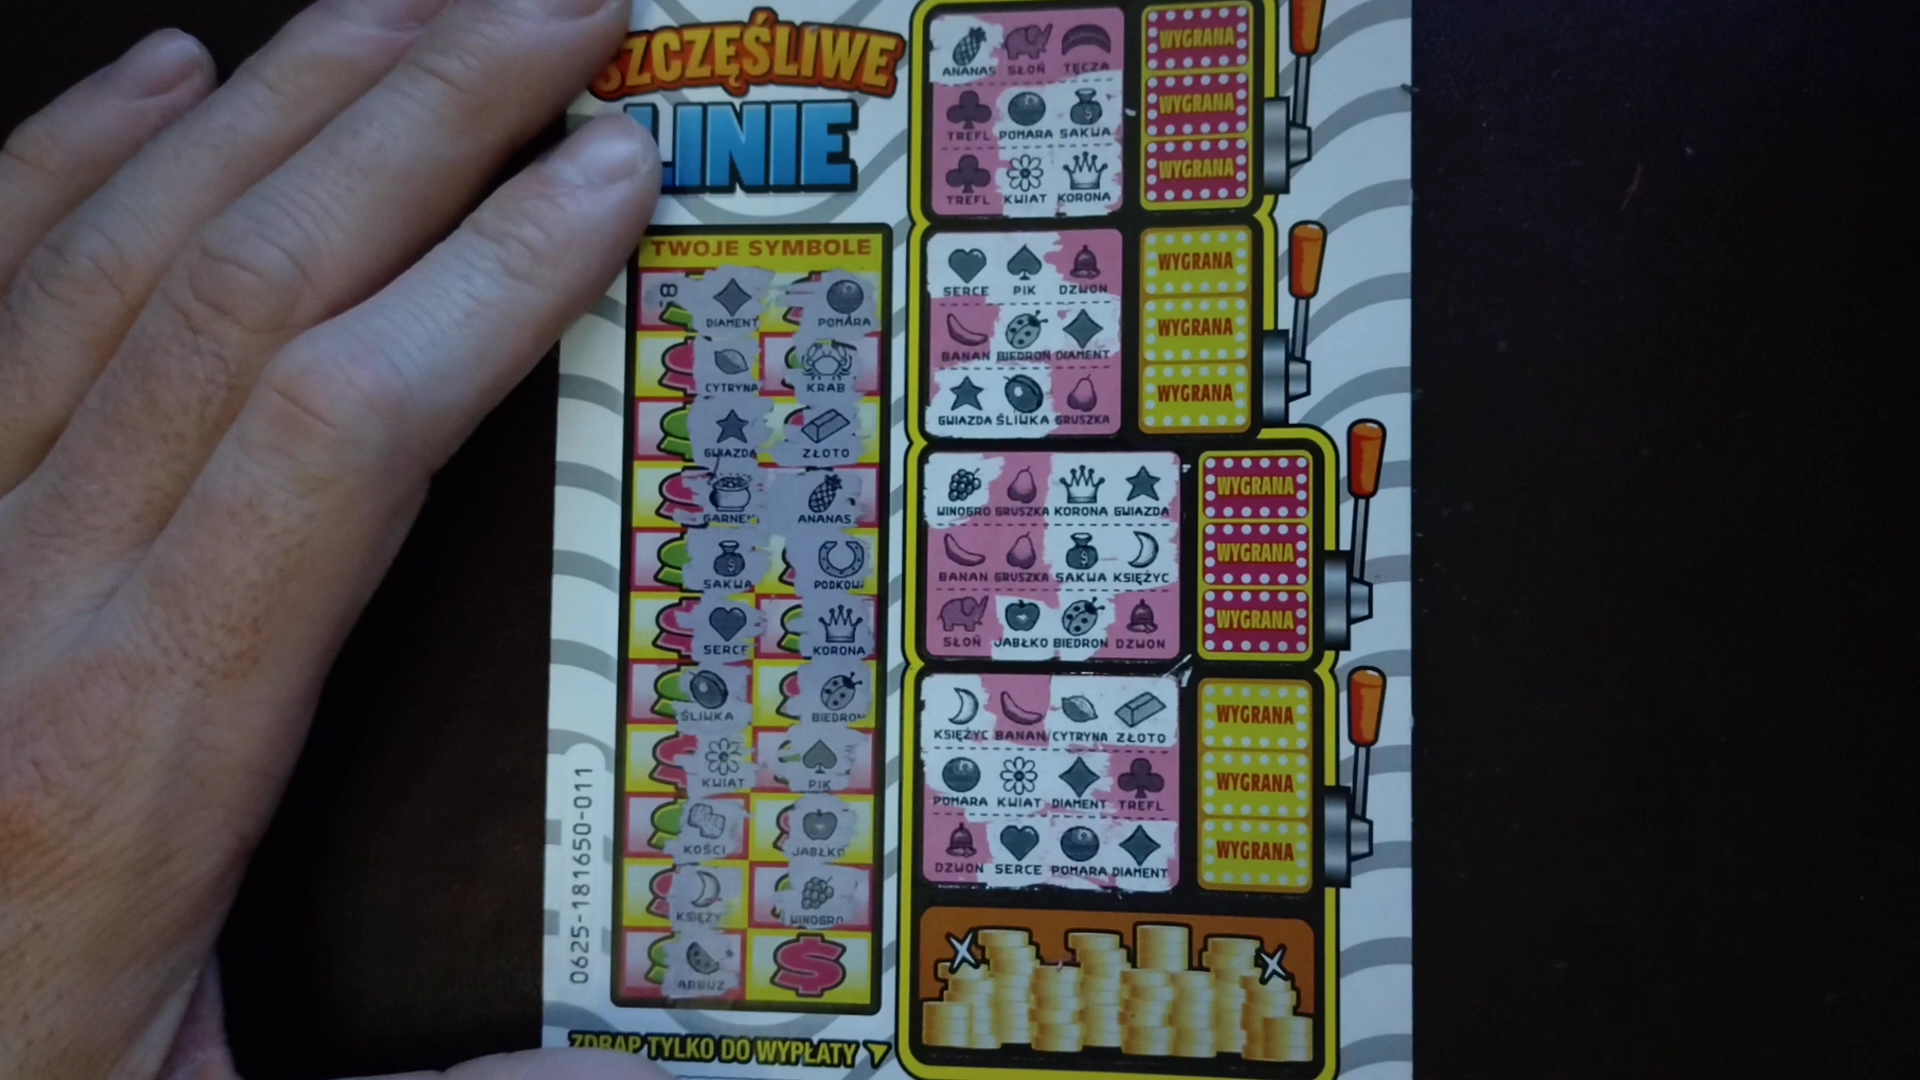 SZCZĘŚLIWE
LINIE
TWOJE SYMBOLE
8
DIAMENT POMARA
CYTRYNA KRAB
GWIAZDA ZŁOTO
GARNEK ANANAS
SAKWA PODKOW
SERCE KORONA
ŚLIWKA BIEDRON
KWIAT PIK
KOŚCI JABŁKO
KSIĘŻY WINOGRO
ARBUZ $
0625-181650-011
ZDRAP TYLKO DO WYPŁATY
ANANAS SŁOŃ TĘCZA
TREFL POMARA SAKWA
TREFL KWIAT KORONA
WYGRANA
WYGRANA
WYGRANA
SERCE PIK DZWON
BANAN BIEDRON DIAMENT
GWIAZDA ŚLIWKA GRUSZKA
WYGRANA
WYGRANA
WYGRANA
WINOGRO GRUSZKA KORONA GWIAZDA
BANAN GRUSZKA SAKWA KSIĘŻYC
SŁOŃ JABŁKO BIEDRON DZWON
WYGRANA
WYGRANA
WYGRANA
KSIĘŻYC BANAN CYTRYNA ZŁOTO
POMARA KWIAT DIAMENT TREFL
DZWON SERCE POMARA DIAMENT
WYGRANA
WYGRANA
WYGRANA